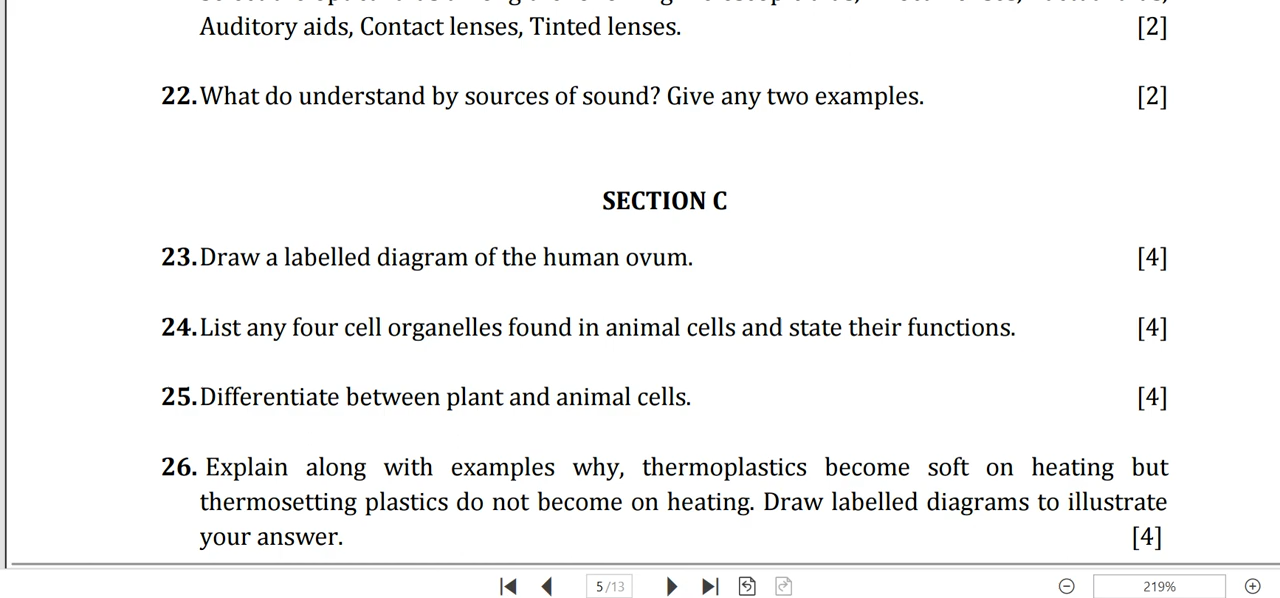 Auditory aids, Contact lenses, Tinted lenses. [2]
22. What do understand by sources of sound? Give any two examples. [2]
SECTION C
23. Draw a labelled diagram of the human ovum. [4]
24. List any four cell organelles found in animal cells and state their functions. [4]
25. Differentiate between plant and animal cells. [4]
26. Explain along with examples why, thermoplastics become soft on heating but
thermosetting plastics do not become on heating. Draw labelled diagrams to illustrate
your answer. [4]
5/13 219%